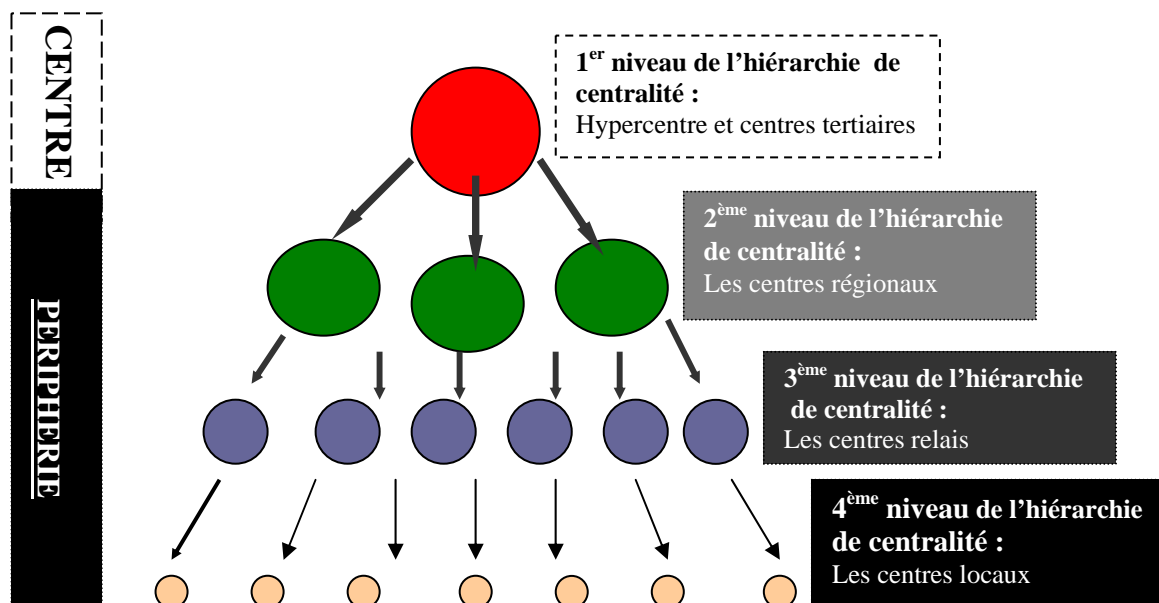 CENTRE
PERIPHERIE
1er niveau de l’hiérarchie de
centralité :
Hypercentre et centres tertiaires
2ème niveau de l’hiérarchie
de centralité :
Les centres régionaux
3ème niveau de l’hiérarchie
de centralité :
Les centres relais
4ème niveau de l’hiérarchie
de centralité :
Les centres locaux